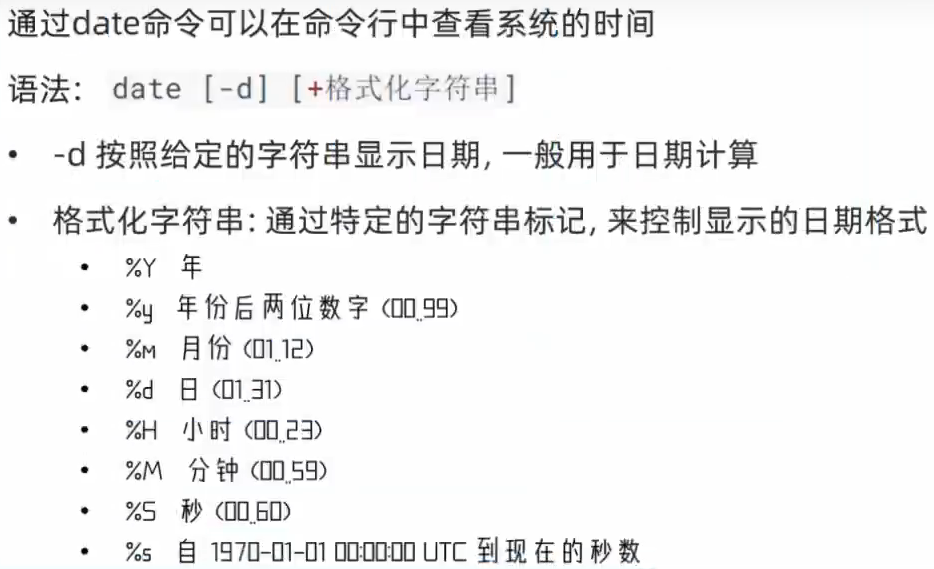 通过date命令可以在命令行中查看系统的时间
语法： date [-d] [+格式化字符串]
• -d 按照给定的字符串显示日期, 一般用于日期计算
• 格式化字符串: 通过特定的字符串标记, 来控制显示的日期格式
• %Y 年
• %y 年份后两位数字 (00..99)
• %m 月份 (01..12)
• %d 日 (01..31)
• %H 小时 (00..23)
• %M 分钟 (00..59)
• %S 秒 (00..60)
• %s 自 1970-01-01 00:00:00 UTC 到现在的秒数